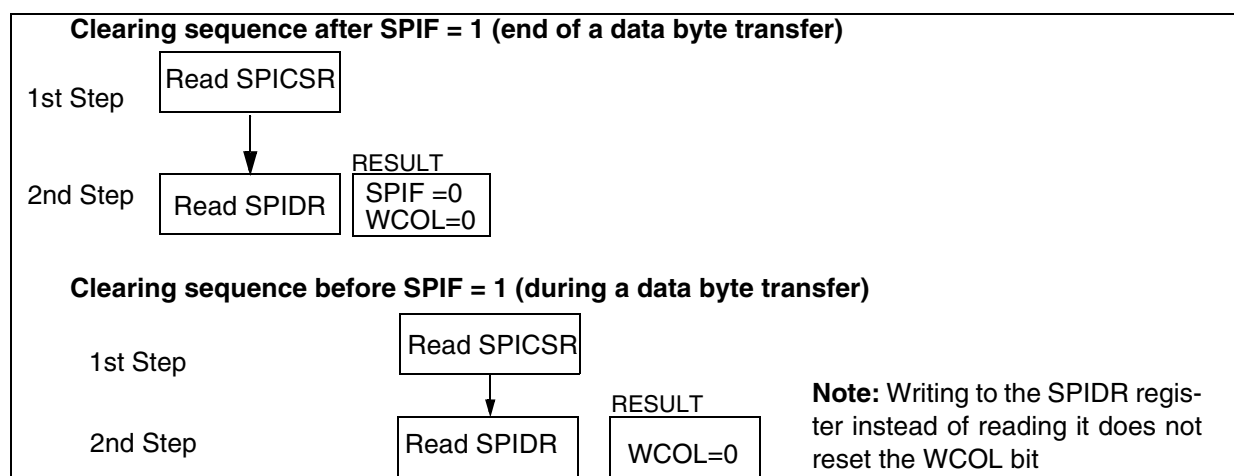 Clearing sequence after SPIF = 1 (end of a data byte transfer)
1st Step
Read SPICSR
2nd Step
Read SPIDR
RESULT
SPIF =0
WCOL=0
Clearing sequence before SPIF = 1 (during a data byte transfer)
1st Step
Read SPICSR
2nd Step
Read SPIDR
RESULT
WCOL=0
Note: Writing to the SPIDR regis-
ter instead of reading it does not
reset the WCOL bit